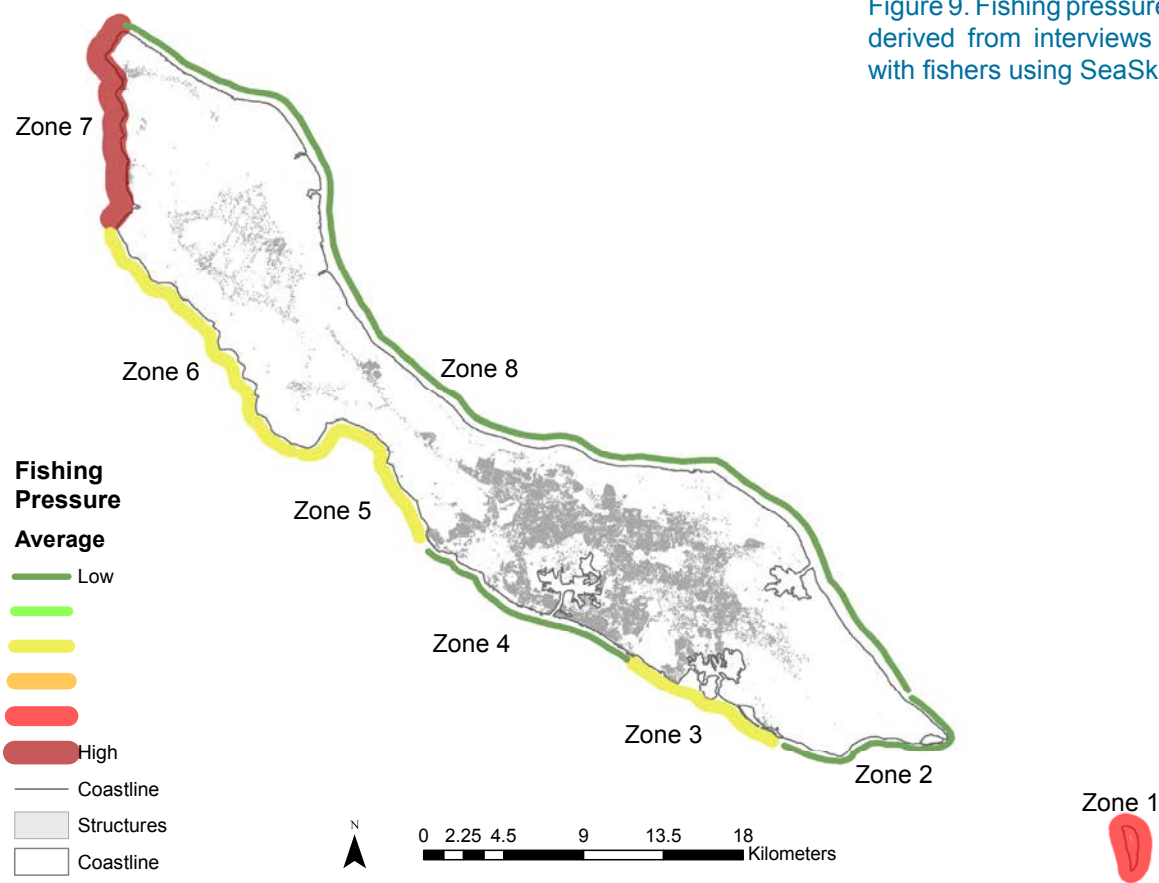 Figure 9. Fishing pressure
derived from interviews
with fishers using SeaSk
Zone 7
Zone 6
Zone 8
Zone 5
Zone 4
Zone 3
Zone 2
Zone 1
Fishing
Pressure
Average
Low
High
Coastline
Structures
Coastline
N
0 2.25 4.5 9 13.5 18
Kilometers